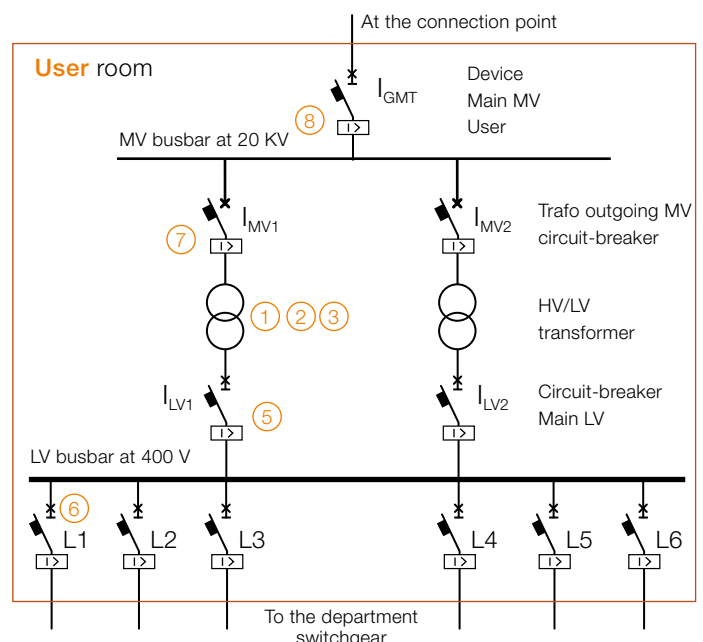 At the connection point
User room
Device
Main MV
User
I_GMT
8
I>
MV busbar at 20 KV
I_MV1
I_MV2
Trafo outgoing MV
circuit-breaker
7
I>
I>
1 2 3
HV/LV
transformer
I_LV1
I_LV2
Circuit-breaker
Main LV
5
I>
I>
LV busbar at 400 V
6
L1 L2 L3 L4 L5 L6
I> I> I> I> I> I>
To the department
switchgear